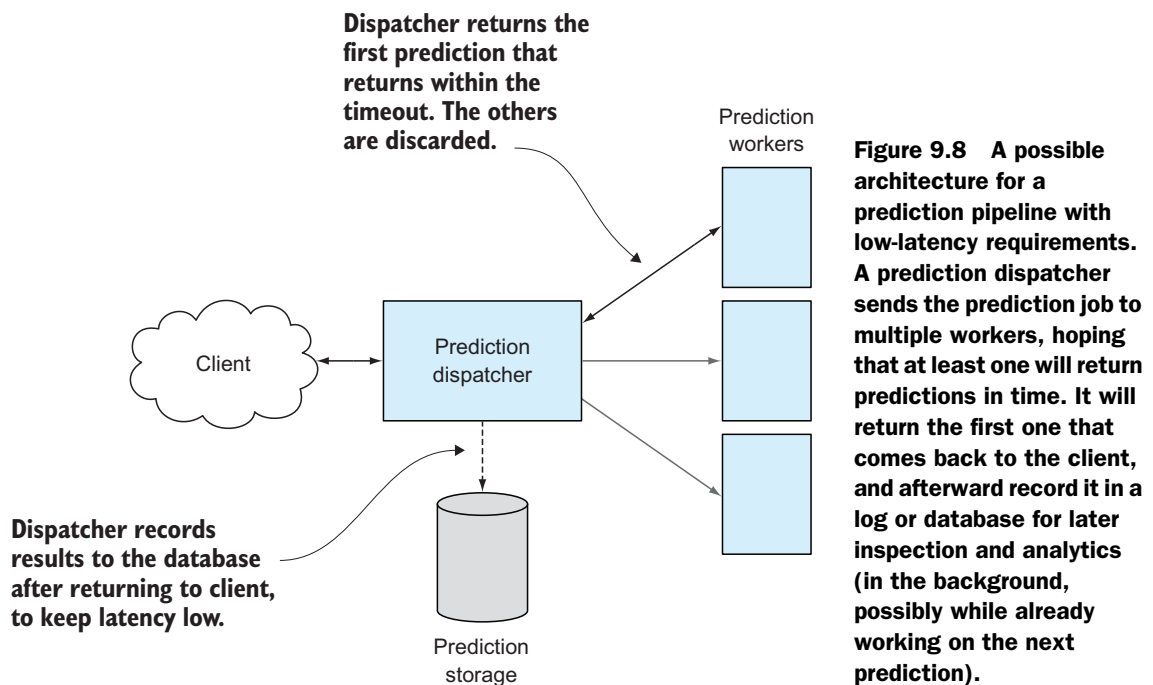 Dispatcher returns the
first prediction that
returns within the
timeout. The others
are discarded.
Prediction
workers
Client
Prediction
dispatcher
Dispatcher records
results to the database
after returning to client,
to keep latency low.
Prediction
storage
Figure 9.8 A possible
architecture for a
prediction pipeline with
low-latency requirements.
A prediction dispatcher
sends the prediction job to
multiple workers, hoping
that at least one will return
predictions in time. It will
return the first one that
comes back to the client,
and afterward record it in a
log or database for later
inspection and analytics
(in the background,
possibly while already
working on the next
prediction).